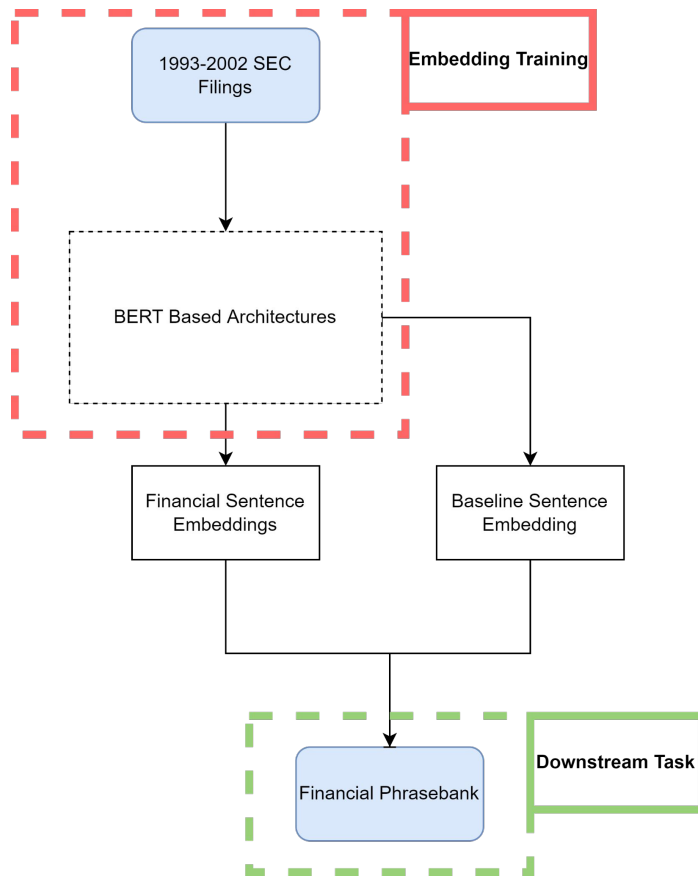 1993-2002 SEC
Filings
Embedding Training
BERT Based Architectures
Financial Sentence
Embeddings
Baseline Sentence
Embedding
Downstream Task
Financial Phrasebank